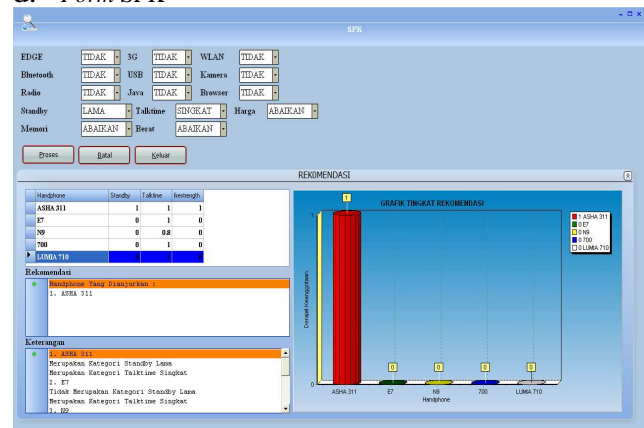 d. Form SPK
SPK
EDGE TIDAK 3G TIDAK WLAN TIDAK
Bluetooth TIDAK USB TIDAK Kamera TIDAK
Radio TIDAK Java TIDAK Browser TIDAK
Standby LAMA Talktime SINGKAT Harga ABAIKAN
Memori ABAIKAN Berat ABAIKAN
Proses Batal Keluar
REKOMENDASI
Handphone Standby Talktime firestrength
ASHA 311 1 1 1
E7 0 1 0
N9 0 0.8 0
700 0 1 0
LUMIA 710
Rekomendasi
Handphone Yang Dianjurkan :
1. ASHA 311
Keterangan
1. ASHA 311
Merupakan Kategori Standby Lama
Merupakan Kategori Talktime Singkat
2. E7
Tidak Merupakan Kategori Standby Lama
Merupakan Kategori Talktime Singkat
3. N9
GRAFIK TINGKAT REKOMENDASI
1
1
0
0 0 0 0
Derajat Keanggotaan
ASHA 311 E7 N9 700 LUMIA 710
Handphone
1 ASHA 311
0 E7
0 N9
0 700
0 LUMIA 710